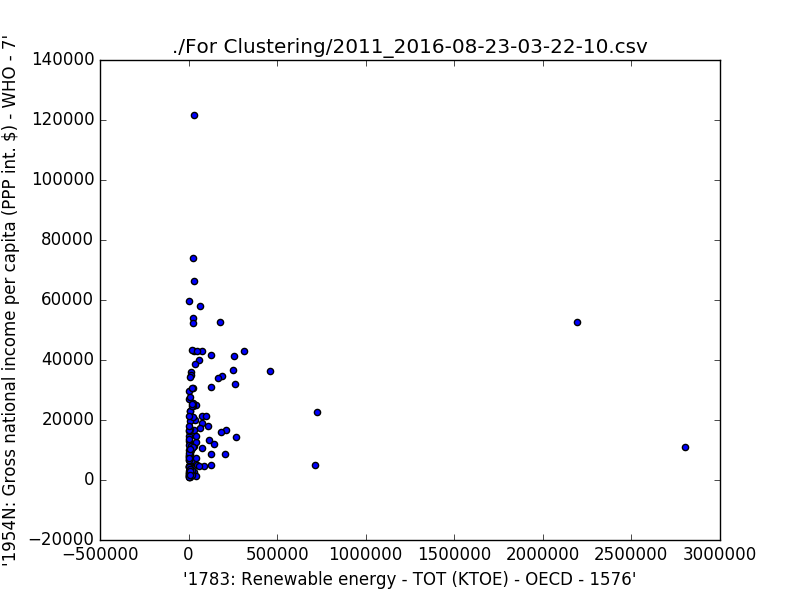 ./For Clustering/2011_2016-08-23-03-22-10.csv
'1954N: Gross national income per capita (PPP int. $) - WHO - 7'
140000
120000
100000
80000
60000
40000
20000
0
−20000
−500000 0 500000 1000000 1500000 2000000 2500000 3000000
'1783: Renewable energy - TOT (KTOE) - OECD - 1576'